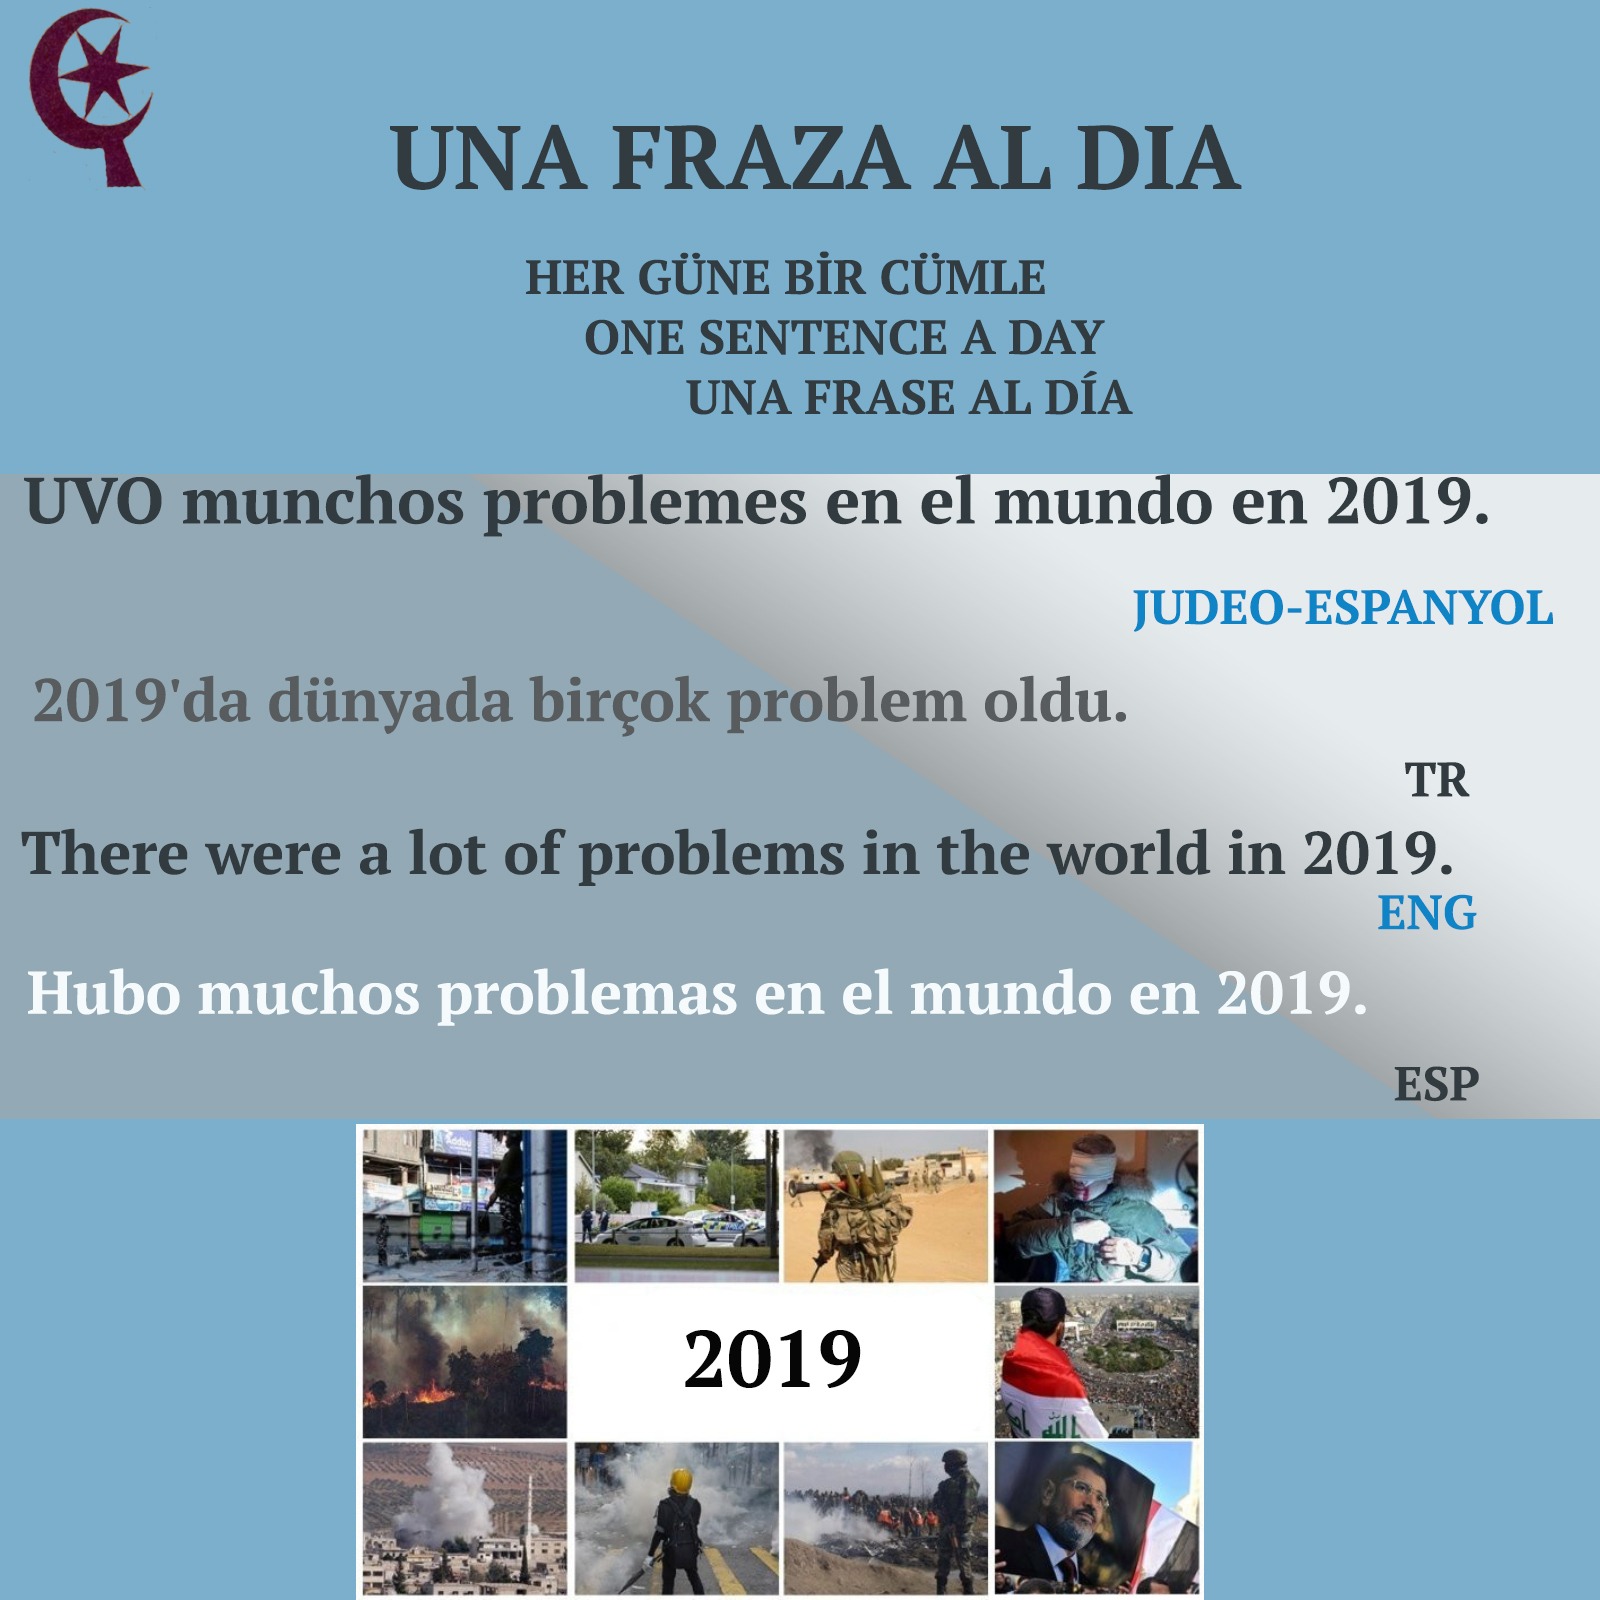 UNA FRAZA AL DIA
HER GÜNE BİR CÜMLE
ONE SENTENCE A DAY
UNA FRASE AL DÍA
UVO munchos problemes en el mundo en 2019.
JUDEO-ESPANYOL
2019'da dünyada birçok problem oldu.
TR
There were a lot of problems in the world in 2019.
ENG
Hubo muchos problemas en el mundo en 2019.
ESP
2019